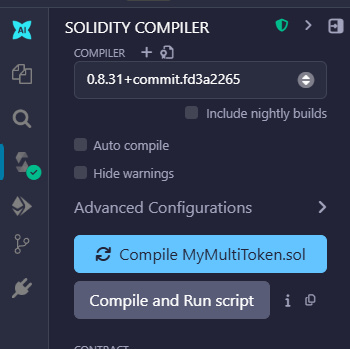 AI
SOLIDITY COMPILER
COMPILER
0.8.31+commit.fd3a2265
Include nightly builds
Auto compile
Hide warnings
Advanced Configurations
Compile MyMultiToken.sol
Compile and Run script
CONTRACT